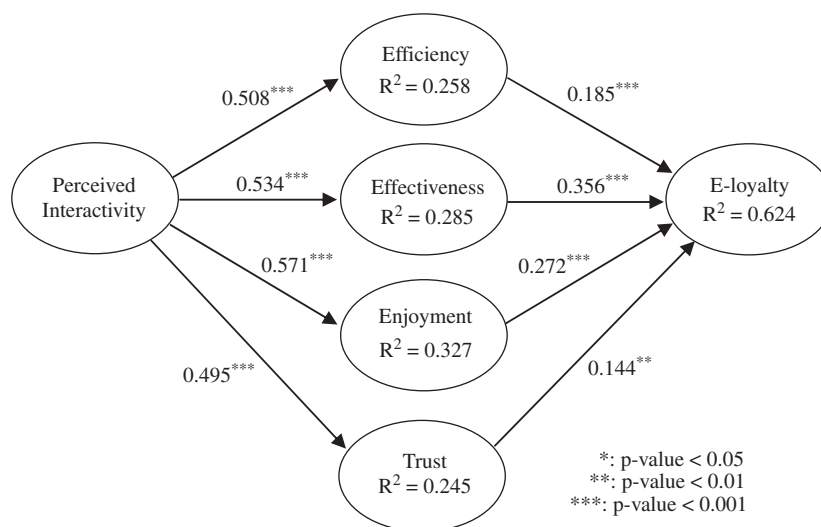 Efficiency
R² = 0.258
0.508***
0.185***
Perceived
Interactivity
0.534***
Effectiveness
R² = 0.285
0.356***
E-loyalty
R² = 0.624
0.571***
Enjoyment
R² = 0.327
0.272***
0.495***
Trust
R² = 0.245
0.144**
*: p-value < 0.05
**: p-value < 0.01
***: p-value < 0.001